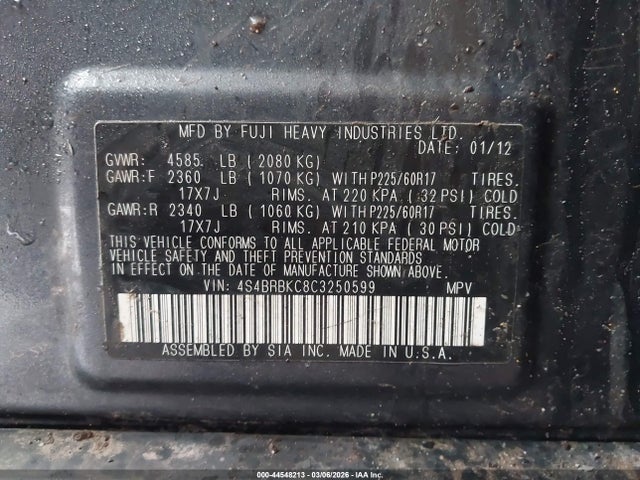 MFD BY FUJI HEAVY INDUSTRIES LTD.
DATE: 01/12
GVWR: 4585. LB ( 2080 KG)
GAWR:F 2360 LB ( 1070 KG) WITH P225/60R17 TIRES.
17X7J RIMS. AT 220 KPA ( 32 PSI) COLD
GAWR:R 2340 LB ( 1060 KG) WITH P225/60R17 TIRES.
17X7J RIMS. AT 210 KPA ( 30 PSI) COLD
THIS VEHICLE CONFORMS TO ALL APPLICABLE FEDERAL MOTOR
VEHICLE SAFETY AND THEFT PREVENTION STANDARDS
IN EFFECT ON THE DATE OF MANUFACTURE SHOWN ABOVE.
VIN: 4S4BRBKC8C3250599 MPV
ASSEMBLED BY SIA INC. MADE IN U.S.A.
000-44548213 - 03/06/2026 - COPART